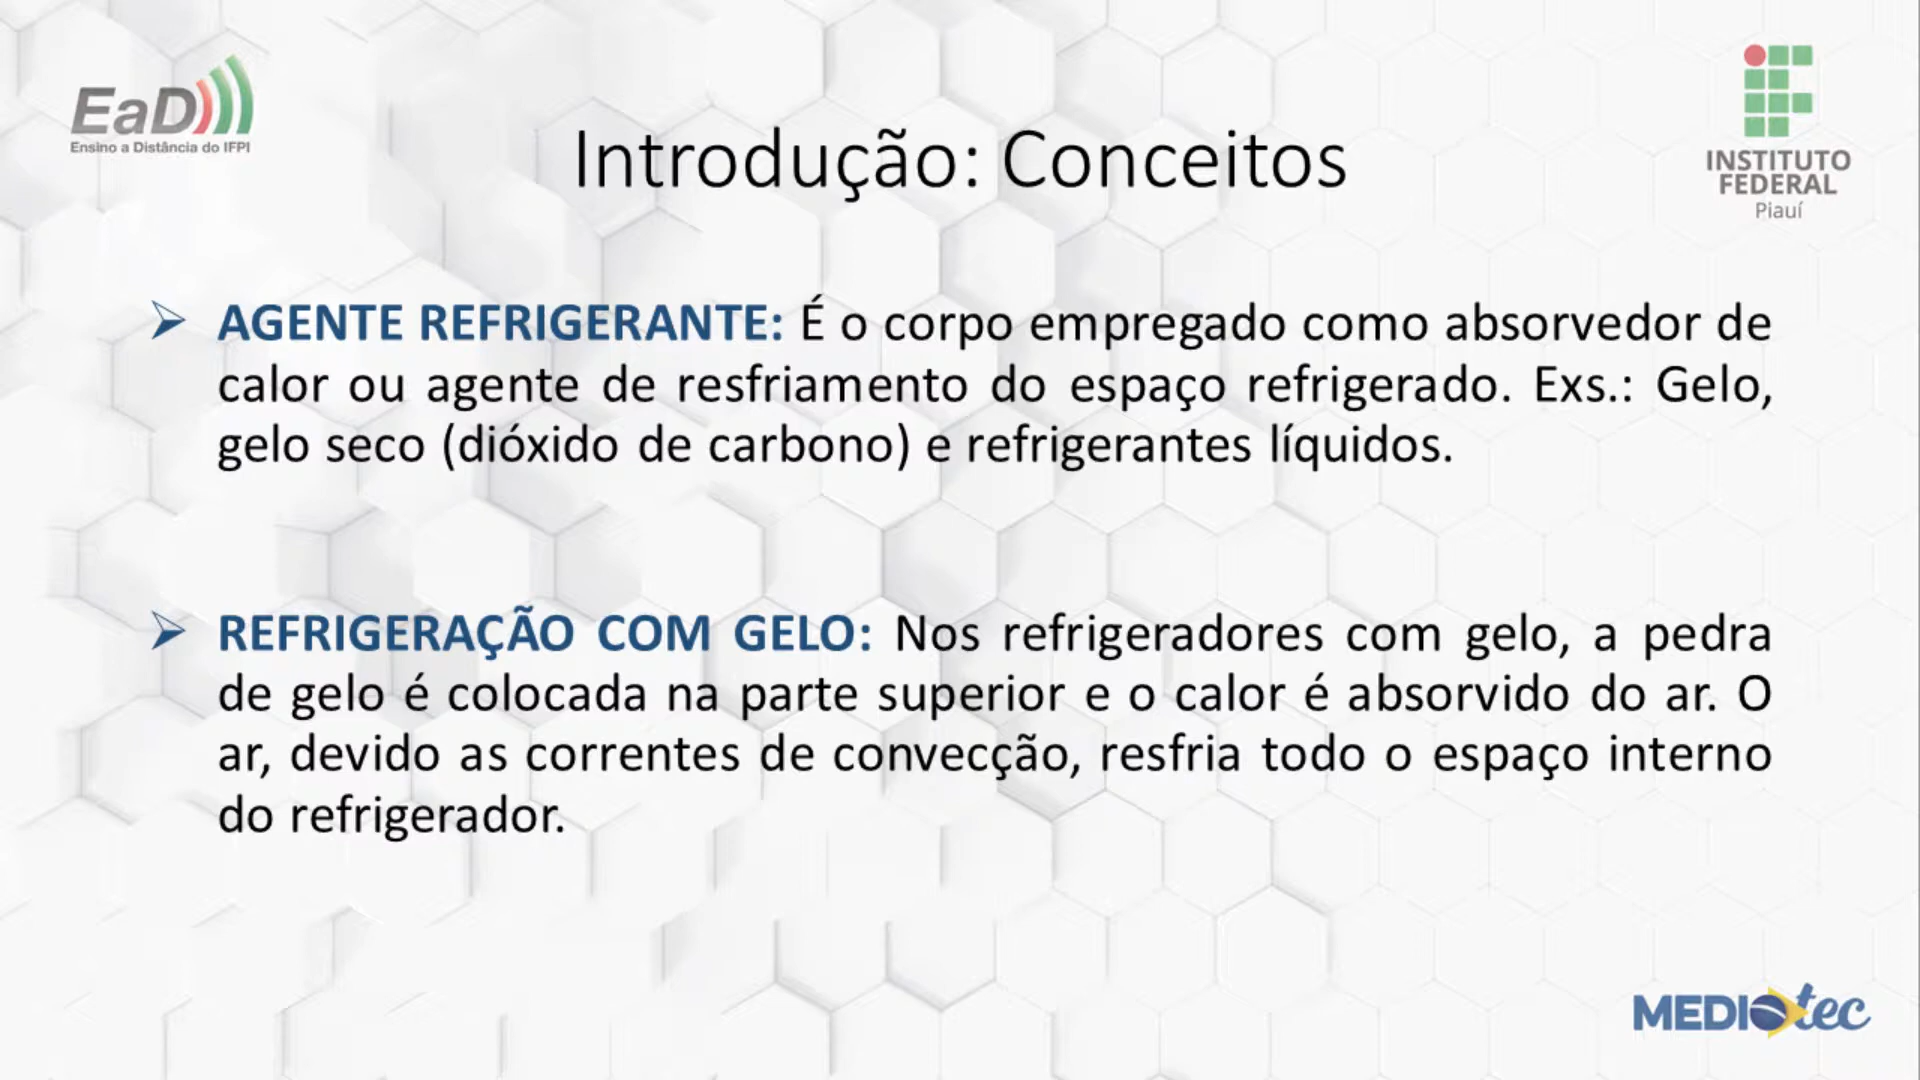 EaD
Ensino a Distância do IFPI
Introdução: Conceitos
INSTITUTO
FEDERAL
Piauí
AGENTE REFRIGERANTE: É o corpo empregado como absorvedor de
calor ou agente de resfriamento do espaço refrigerado. Exs.: Gelo,
gelo seco (dióxido de carbono) e refrigerantes líquidos.
REFRIGERAÇÃO COM GELO: Nos refrigeradores com gelo, a pedra
de gelo é colocada na parte superior e o calor é absorvido do ar. O
ar, devido as correntes de convecção, resfria todo o espaço interno
do refrigerador.
MEDIOtec